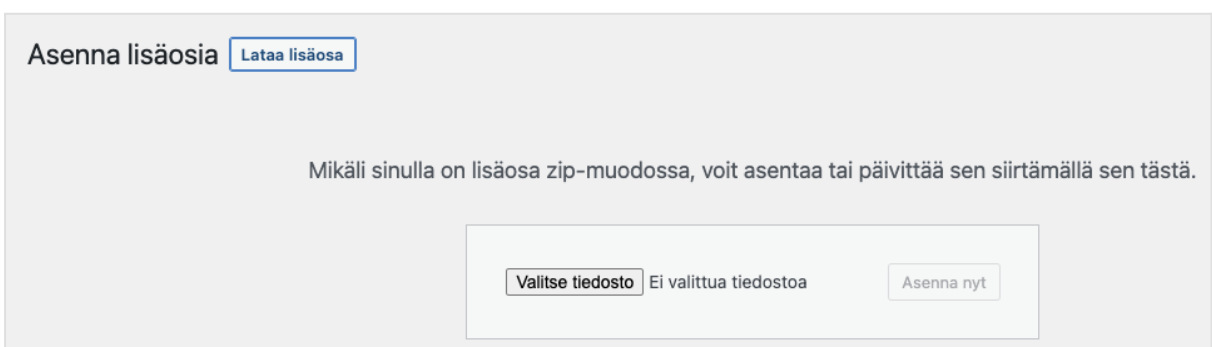 Asenna lisäosia Lataa lisäosa
Mikäli sinulla on lisäosa zip-muodossa, voit asentaa tai päivittää sen siirtämällä sen tästä.
Valitse tiedosto Ei valittua tiedostoa Asenna nyt